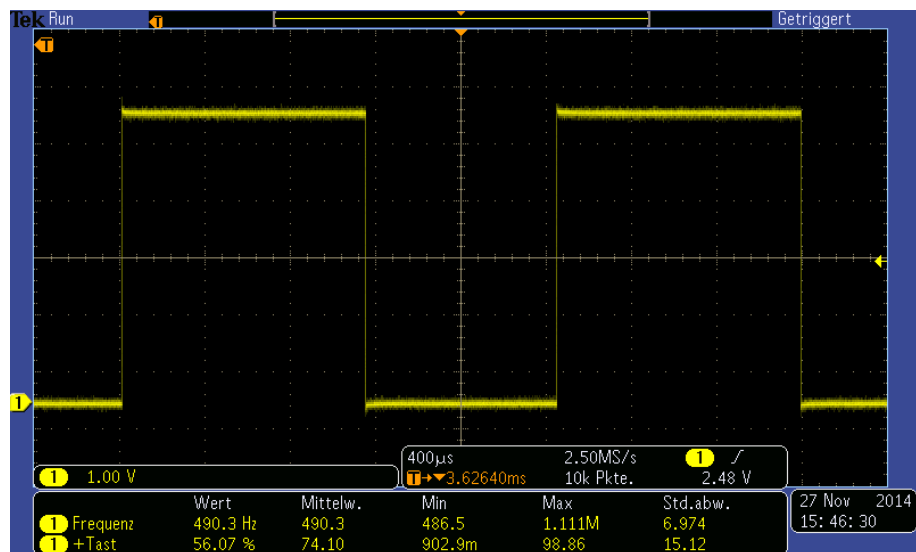 Tek Run T Getriggert
T
1
400µs 2.50MS/s 1
1 1.00 V T→▼3.62640ms 10k Pkte. 2.48 V
Wert Mittelw. Min Max Std.abw.
1 Frequenz 490.3 Hz 490.3 486.5 1.111M 6.974
1 +Tast 56.07 % 74.10 902.9m 98.86 15.12
27 Nov 2014
15:46:30